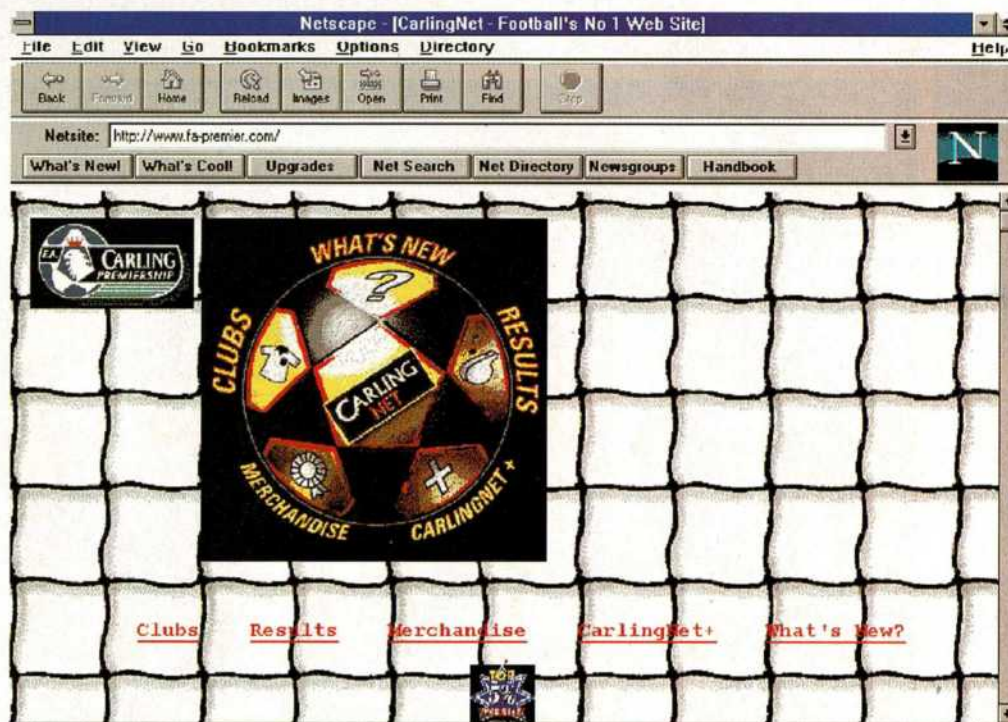 Netscape - [CarlingNet - Football's No 1 Web Site]
File Edit View Go Bookmarks Options Directory Help
Back Forward Home Reload Images Open Print Find Stop
Netsite: http://www.fa-premier.com/
What's New! What's Cool! Upgrades Net Search Net Directory Newsgroups Handbook
N
F.A. CARLING
PREMIERSHIP
WHAT'S NEW
?
CLUBS
RESULTS
CARLING
NET
MERCHANDISE
CARLINGNET +
Clubs Results Merchandise CarlingNet+ What's New?
TOP